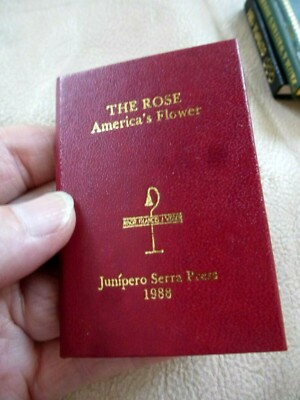 THE ROSE
America's Flower
Junípero Serra Press
1988